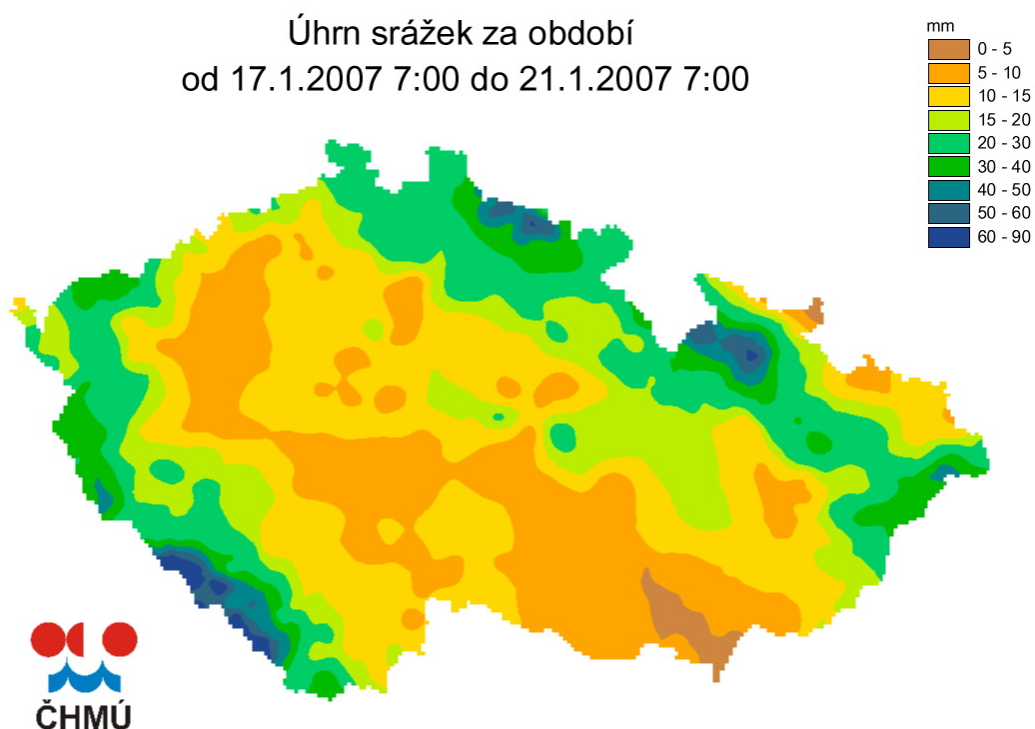 Úhrn srážek za období
od 17.1.2007 7:00 do 21.1.2007 7:00
mm
0 - 5
5 - 10
10 - 15
15 - 20
20 - 30
30 - 40
40 - 50
50 - 60
60 - 90
ČHMÚ